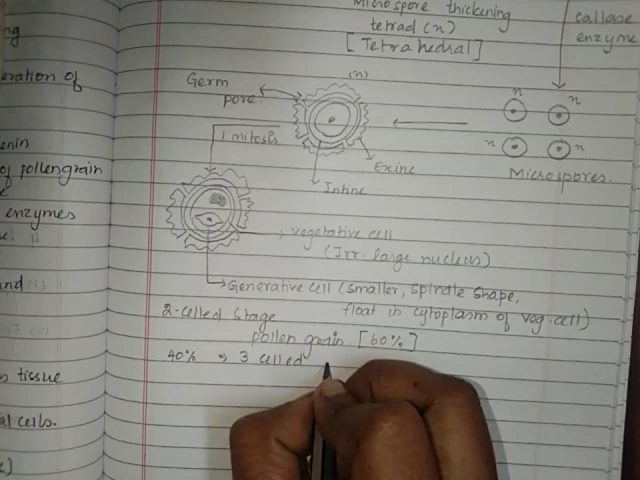 Microspore thickening
tetrad (n)
[Tetrahedral]
callase
enzyme
ng
eration of
enin
of pollengrain
enzymes
and
tissue
al cells.
Germ
pore
(n)
n
n
n
n
1 mitosis
Exine
Intine
Microspores.
vegetative cell
(Irr. large nucleus)
Generative cell (smaller, spindle shape,
float in cytoplasm of veg. cell)
2-celled stage
pollen grain [60%]
40% ⇒ 3 celled